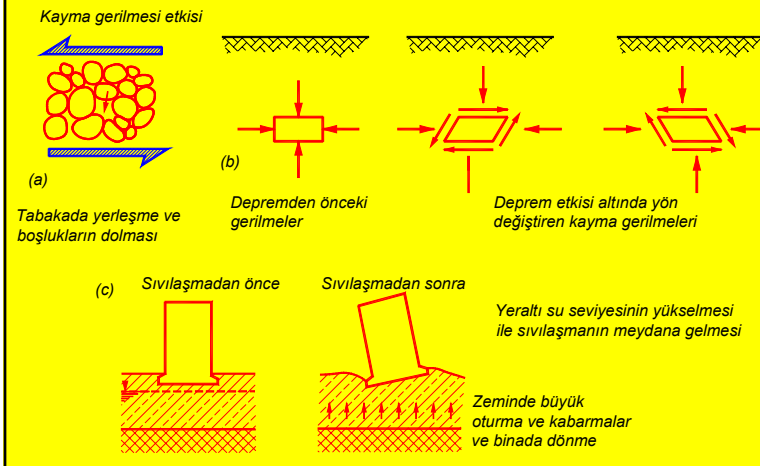 Kayma gerilmesi etkisi
(a)
Tabakada yerleşme ve
boşlukların dolması
(b)
Depremden önceki
gerilmeler
Deprem etkisi altında yön
değiştiren kayma gerilmeleri
(c)
Sıvılaşmadan önce
Sıvılaşmadan sonra
Yeraltı su seviyesinin yükselmesi
ile sıvılaşmanın meydana gelmesi
Zeminde büyük
oturma ve kabarmalar
ve binada dönme